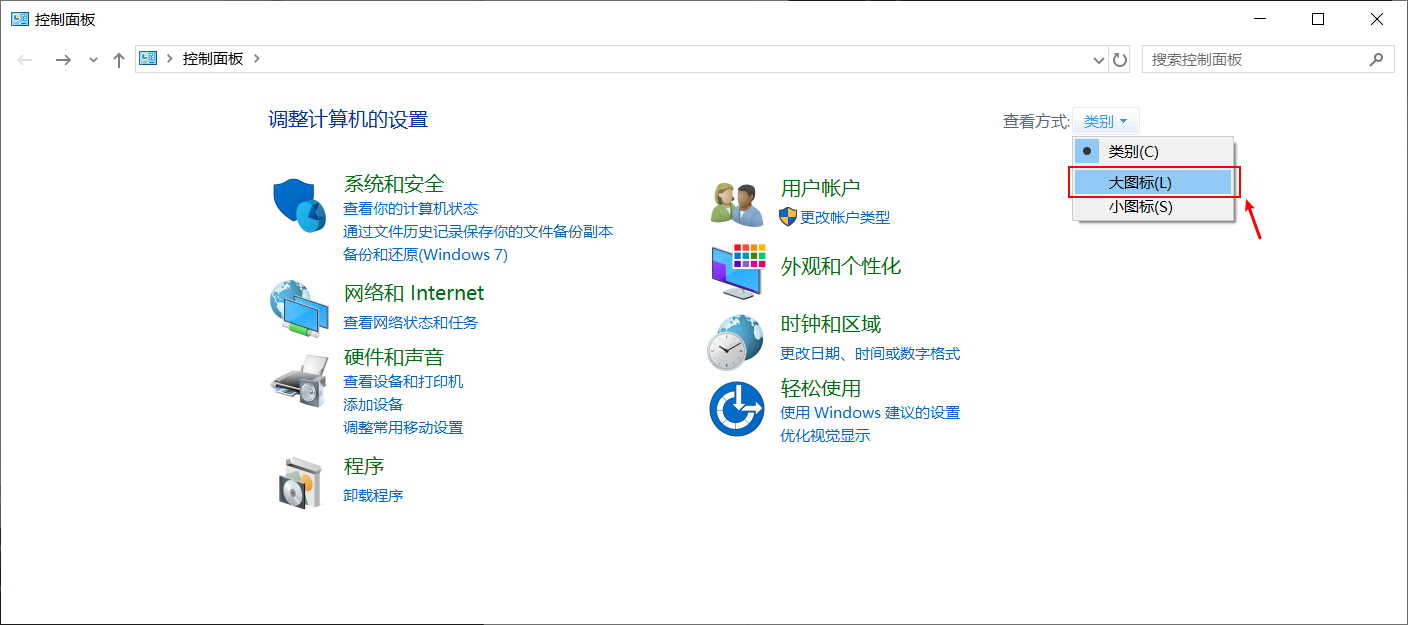 控制面板
控制面板
搜索控制面板
调整计算机的设置
查看方式: 类别
类别(C)
大图标(L)
小图标(S)
系统和安全
查看你的计算机状态
通过文件历史记录保存你的文件备份副本
备份和还原(Windows 7)
网络和 Internet
查看网络状态和任务
硬件和声音
查看设备和打印机
添加设备
调整常用移动设置
程序
卸载程序
用户帐户
更改帐户类型
外观和个性化
时钟和区域
更改日期、时间或数字格式
轻松使用
使用 Windows 建议的设置
优化视觉显示